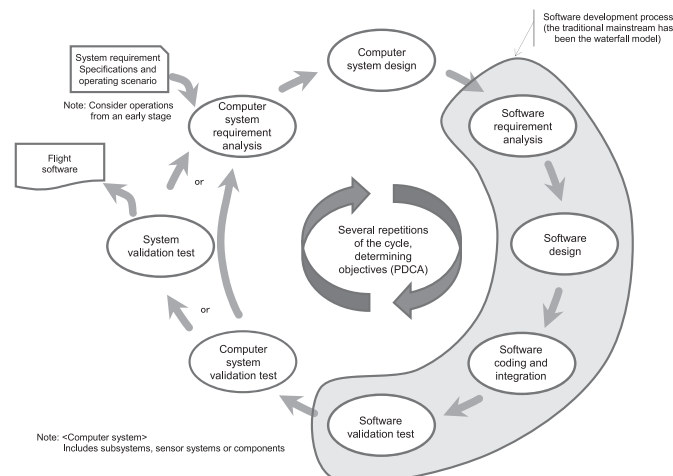 Software development process
(the traditional mainstream has
been the waterfall model)
System requirement
Specifications and
operating scenario
Note: Consider operations
from an early stage
Computer
system design
Computer
system
requirement
analysis
Software
requirement
analysis
Flight
software
or
System
validation test
Several repetitions
of the cycle,
determining
objectives (PDCA)
Software
design
or
Computer
system
validation test
Software
coding and
integration
Software
validation test
Note: <Computer system>
Includes subsystems, sensor systems or components